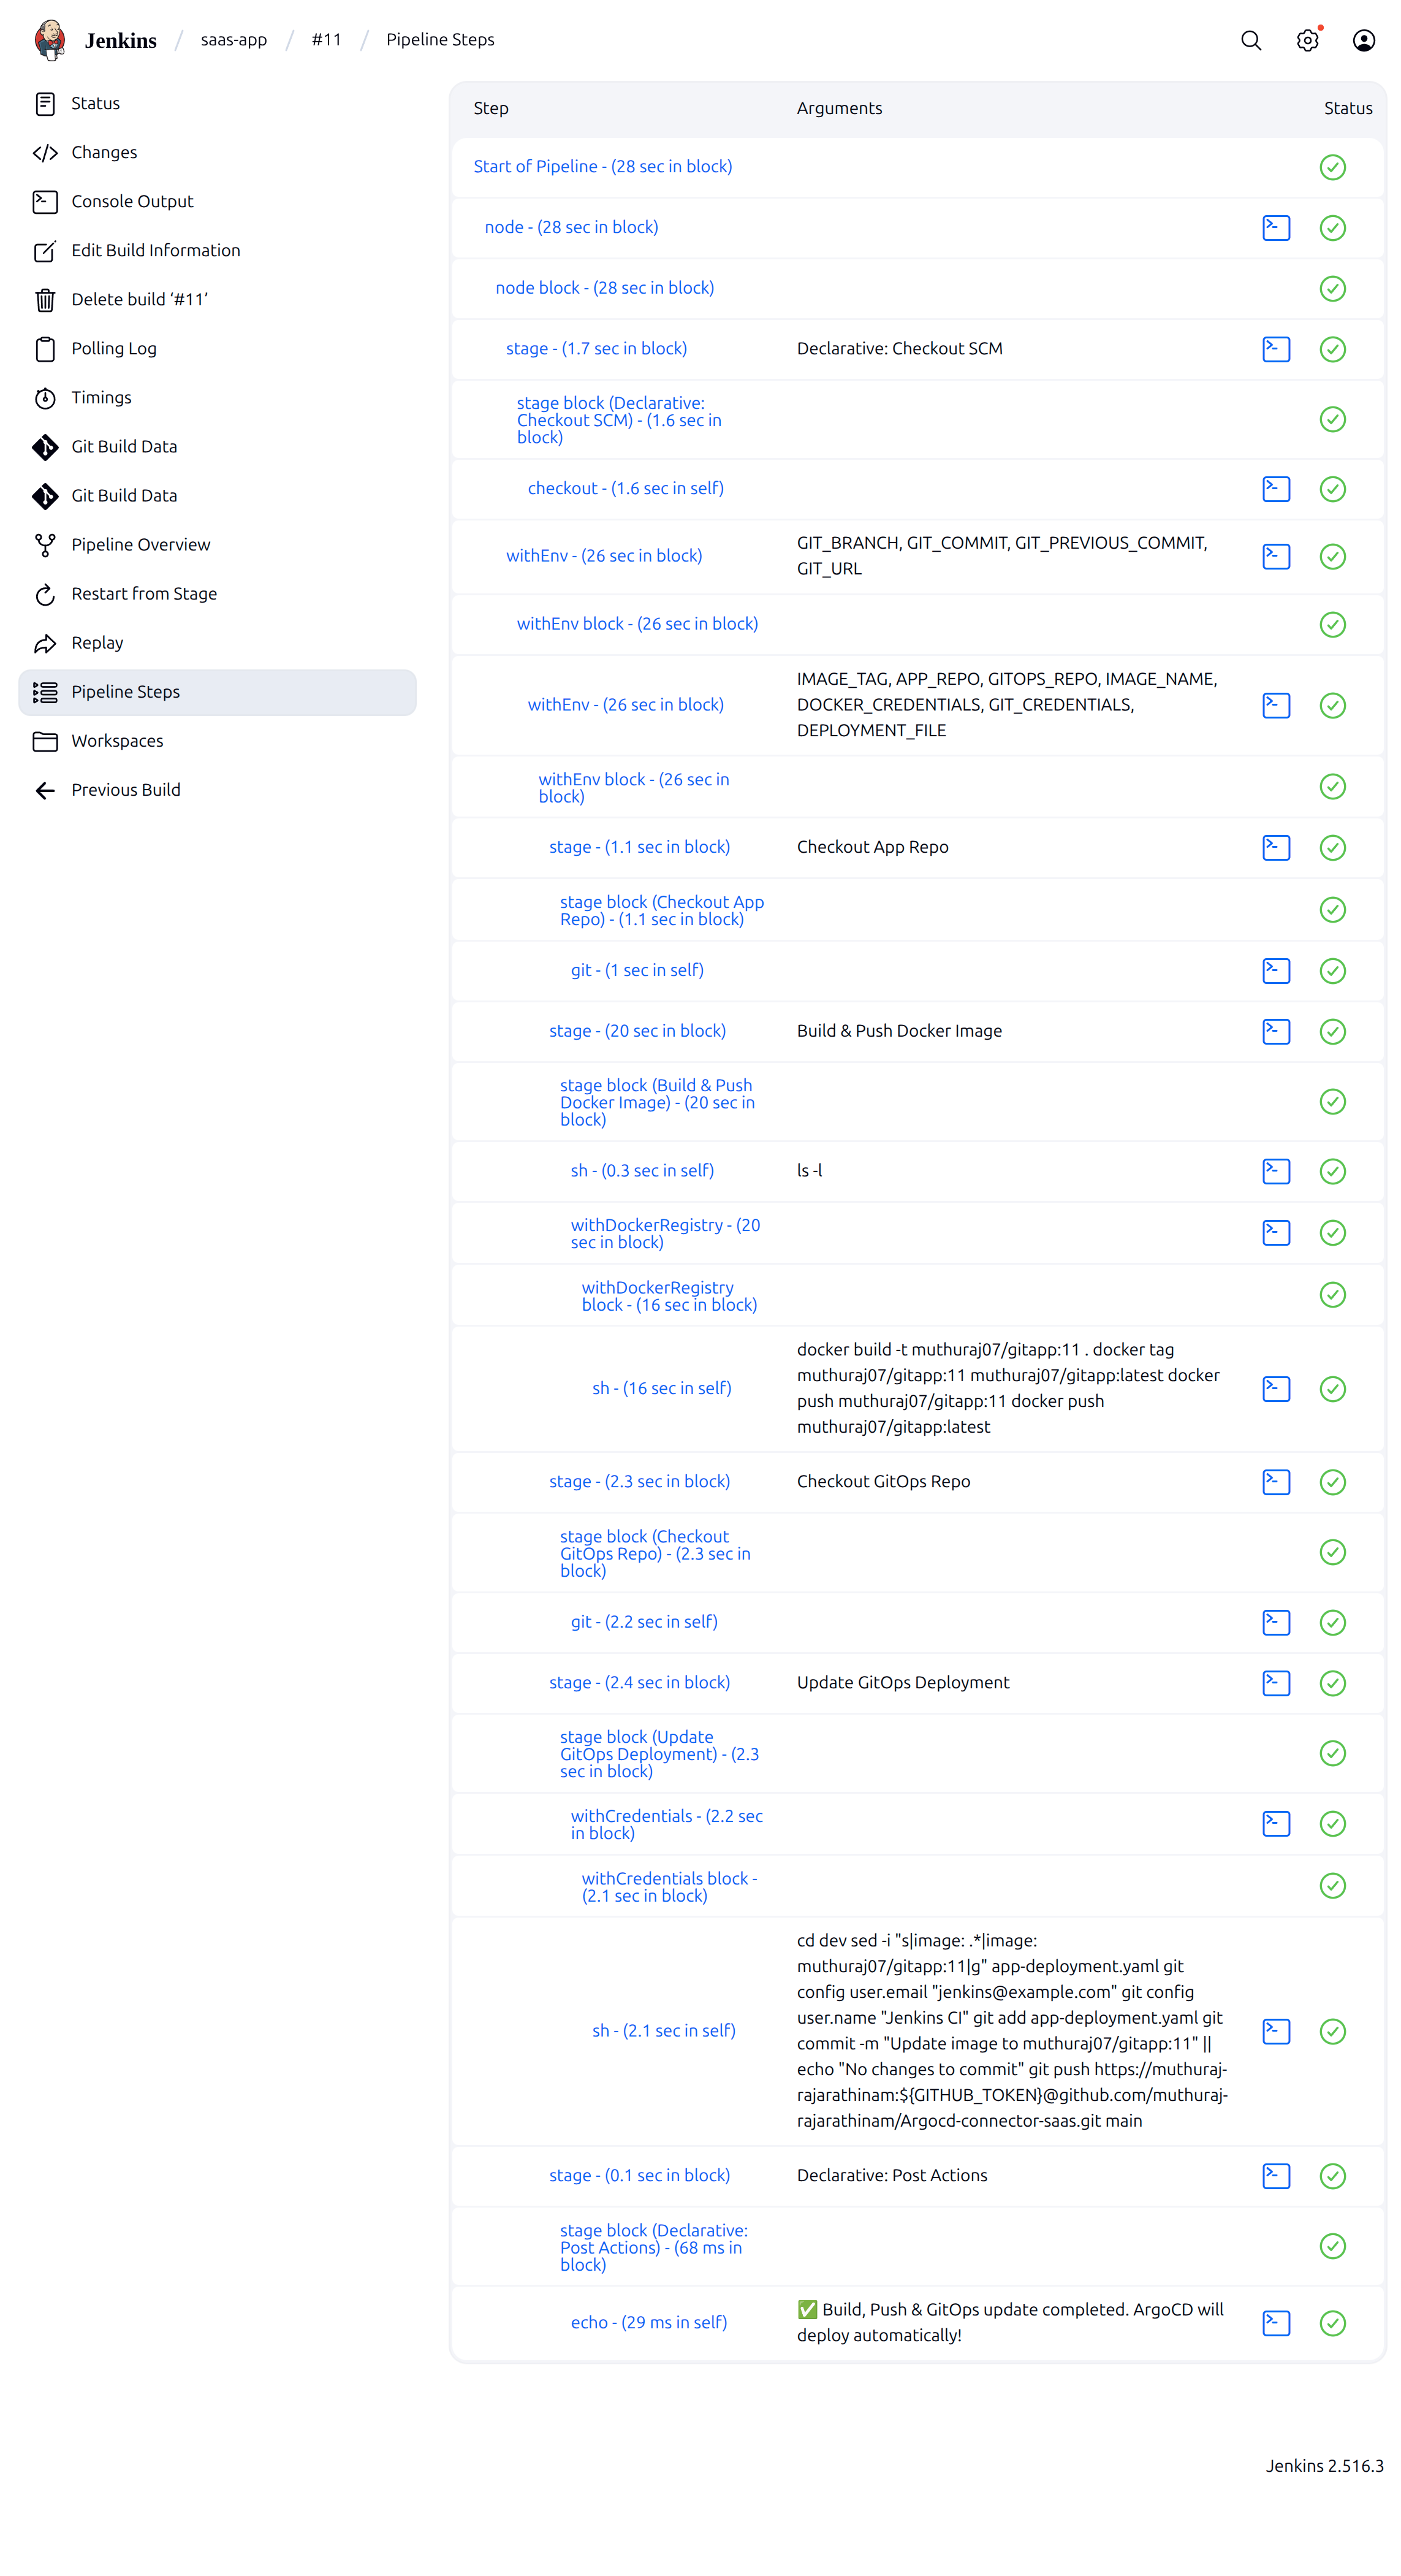 Jenkins / saas-app / #11 / Pipeline Steps
Status
Changes
Console Output
Edit Build Information
Delete build ‘#11’
Polling Log
Timings
Git Build Data
Git Build Data
Pipeline Overview
Restart from Stage
Replay
Pipeline Steps
Workspaces
Previous Build
Step Arguments Status
Start of Pipeline - (28 sec in block)
node - (28 sec in block)
node block - (28 sec in block)
stage - (1.7 sec in block) Declarative: Checkout SCM
stage block (Declarative:
Checkout SCM) - (1.6 sec in
block)
checkout - (1.6 sec in self)
withEnv - (26 sec in block)
GIT_BRANCH, GIT_COMMIT, GIT_PREVIOUS_COMMIT,
GIT_URL
withEnv block - (26 sec in block)
withEnv - (26 sec in block)
IMAGE_TAG, APP_REPO, GITOPS_REPO, IMAGE_NAME,
DOCKER_CREDENTIALS, GIT_CREDENTIALS,
DEPLOYMENT_FILE
withEnv block - (26 sec in
block)
stage - (1.1 sec in block) Checkout App Repo
stage block (Checkout App
Repo) - (1.1 sec in block)
git - (1 sec in self)
stage - (20 sec in block) Build & Push Docker Image
stage block (Build & Push
Docker Image) - (20 sec in
block)
sh - (0.3 sec in self) ls -l
withDockerRegistry - (20
sec in block)
withDockerRegistry
block - (16 sec in block)
sh - (16 sec in self)
docker build -t muthuraj07/gitapp:11 . docker tag
muthuraj07/gitapp:11 muthuraj07/gitapp:latest docker
push muthuraj07/gitapp:11 docker push
muthuraj07/gitapp:latest
stage - (2.3 sec in block) Checkout GitOps Repo
stage block (Checkout
GitOps Repo) - (2.3 sec in
block)
git - (2.2 sec in self)
stage - (2.4 sec in block) Update GitOps Deployment
stage block (Update
GitOps Deployment) - (2.3
sec in block)
withCredentials - (2.2 sec
in block)
withCredentials block -
(2.1 sec in block)
sh - (2.1 sec in self)
cd dev sed -i "s|image: .*|image:
muthuraj07/gitapp:11|g" app-deployment.yaml git
config user.email "jenkins@example.com" git config
user.name "Jenkins CI" git add app-deployment.yaml git
commit -m "Update image to muthuraj07/gitapp:11" ||
echo "No changes to commit" git push https://muthuraj-
rajarathinam:${GITHUB_TOKEN}@github.com/muthuraj-
rajarathinam/Argocd-connector-saas.git main
stage - (0.1 sec in block) Declarative: Post Actions
stage block (Declarative:
Post Actions) - (68 ms in
block)
echo - (29 ms in self)
✅ Build, Push & GitOps update completed. ArgoCD will
deploy automatically!
Jenkins 2.516.3